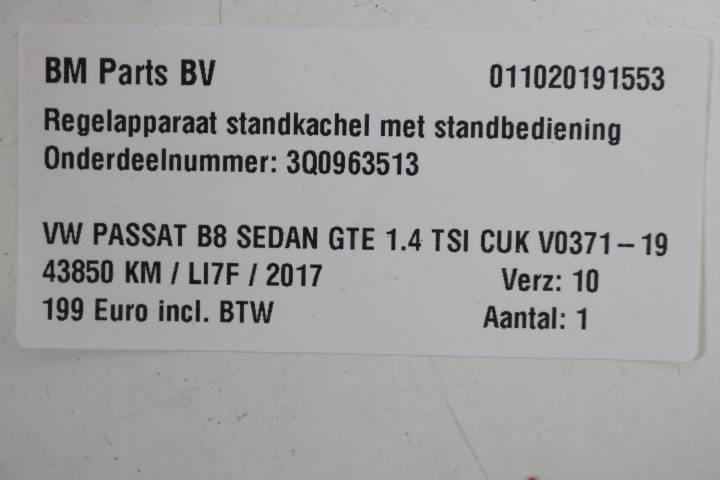 BM Parts BV 011020191553
Regelapparaat standkachel met standbediening
Onderdeelnummer: 3Q0963513
VW PASSAT B8 SEDAN GTE 1.4 TSI CUK V0371-19
43850 KM / LI7F / 2017 Verz: 10
199 Euro incl. BTW Aantal: 1